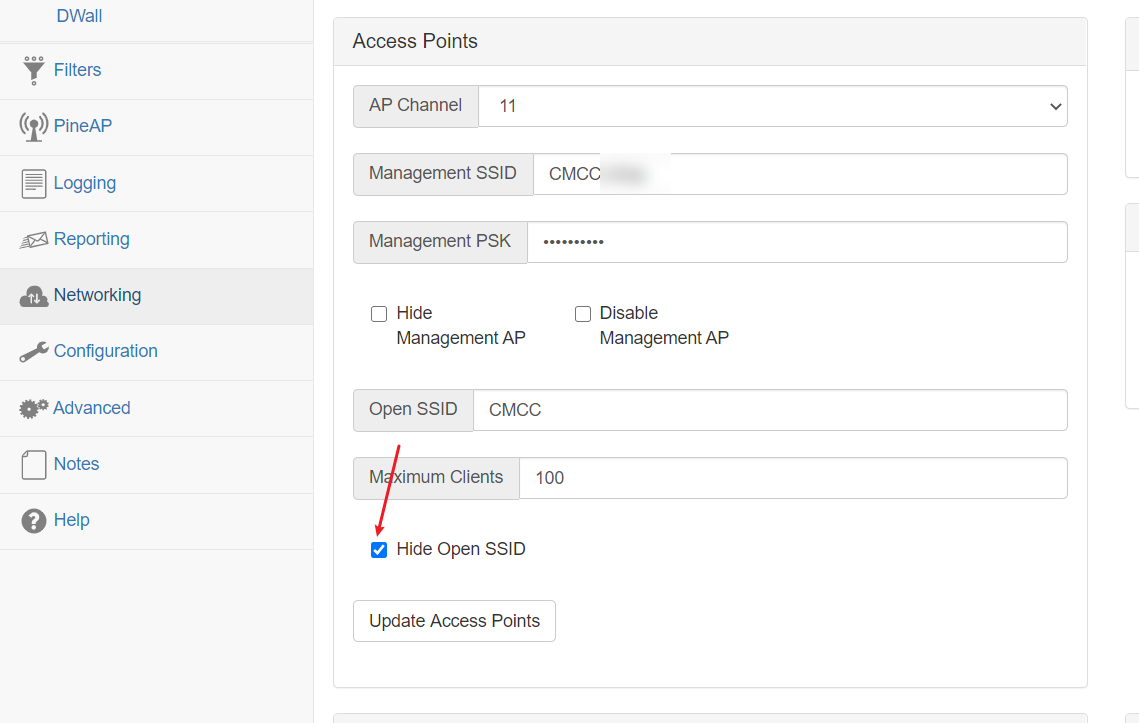 DWall
Filters
PineAP
Logging
Reporting
Networking
Configuration
Advanced
Notes
Help
Access Points
AP Channel 11
Management SSID CMCC
Management PSK ••••••••••
Hide Management AP
Disable Management AP
Open SSID CMCC
Maximum Clients 100
Hide Open SSID
Update Access Points